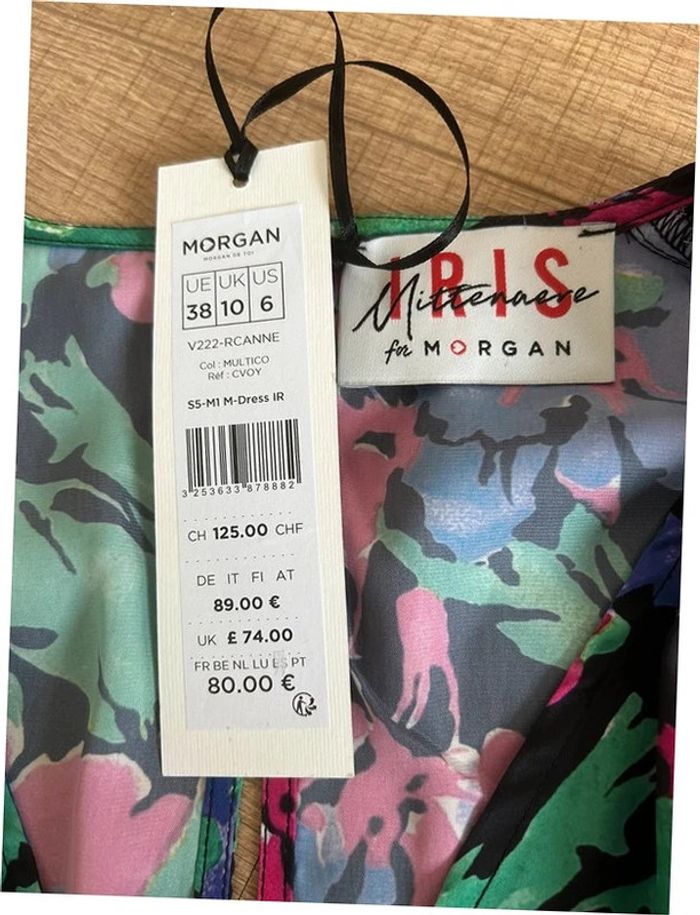 MORGAN
MORGAN DE TOI
UE UK US
38 10 6
V222-RCANNE
Col : MULTICO
Réf : CVOY
S5-M1 M-Dress IR
3 253633 878882
CH 125.00 CHF
DE IT FI AT
89.00 €
UK £ 74.00
FR BE NL LU ES PT
80.00 €
IRIS
Mittenaere
for MORGAN